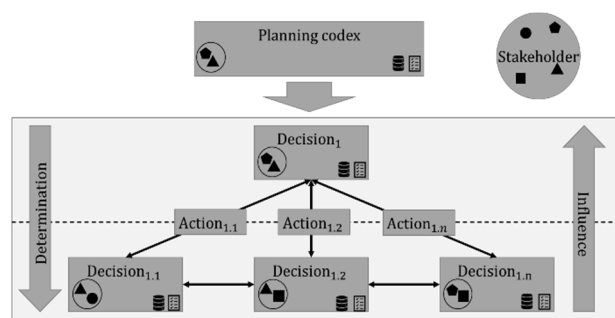 Planning codex
Stakeholder
Decision₁
Determination
Influence
Action₁.₁
Action₁.₂
Action₁.ₙ
Decision₁.₁
Decision₁.₂
Decision₁.ₙ